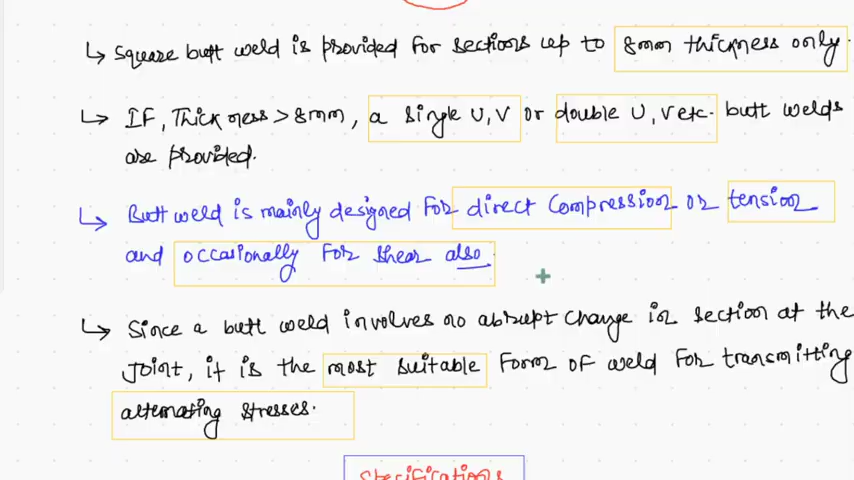 ↳ Square butt weld is provided for sections up to 8mm thickness only.
↳ IF, Thickness > 8mm, a single U, V or double U, V etc. butt welds
are provided.
↳ Butt weld is mainly designed for direct compression or tension
and occasionally for shear also.
↳ Since a butt weld involves no abrupt change in section at the
joint, it is the most suitable form of weld for transmitting
alternating stresses.
Specifications